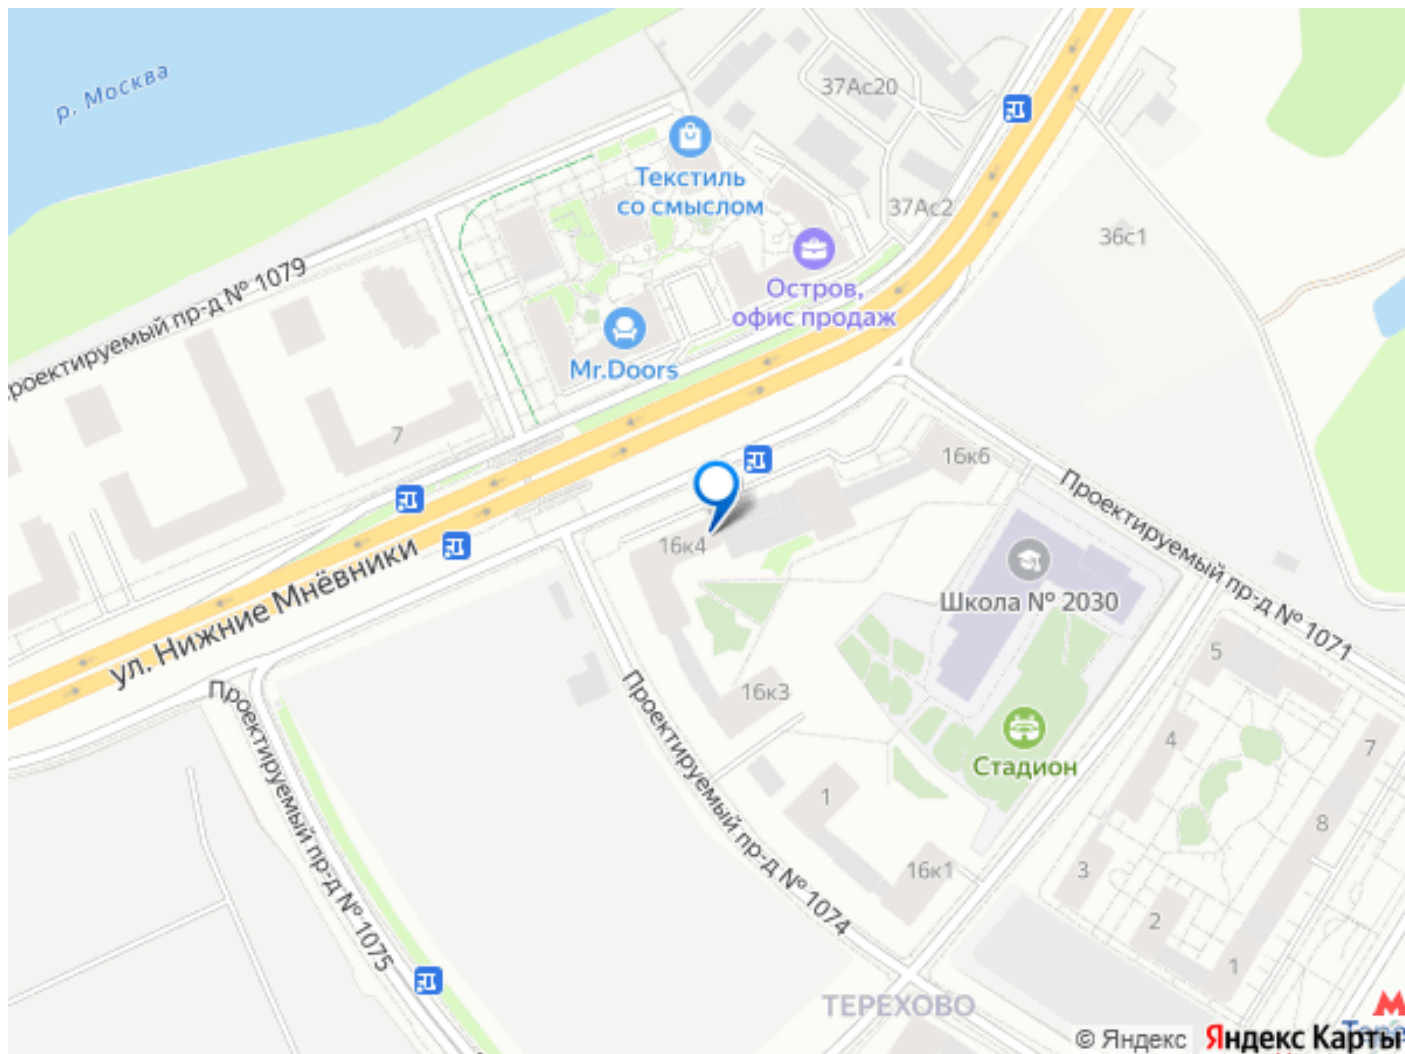 р. Москва
37Ас20
Текстиль
со смыслом
37Ас2
36с1
Проектируемый пр-д № 1079
Остров,
офис продаж
Mr.Doors
7
16к6
16к4
Проектируемый пр-д № 1071
ул. Нижние Мнёвники
Школа № 2030
5
16к3
Проектируемый пр-д № 1075
Проектируемый пр-д № 1074
Стадион
4
7
1
8
16к1
3
2
1
ТЕРЕХОВО
© Яндекс
Яндекс Карты